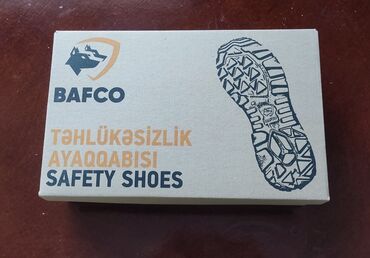 BAFCO
TƏHLÜKƏSİZLİK
AYAQQABISI
SAFETY SHOES